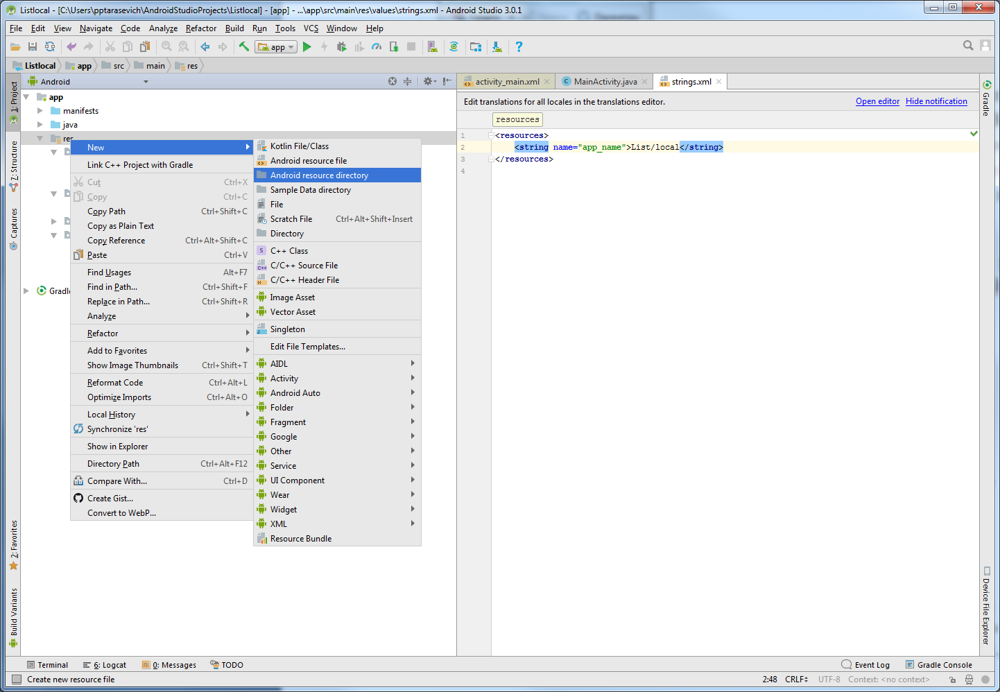 Listlocal - [C:\Users\pptarasevich\AndroidStudioProjects\Listlocal] - [app] - ...\app\src\main\res\values\strings.xml - Android Studio 3.0.1
File Edit View Navigate Code Analyze Refactor Build Run Tools VCS Window Help
app
Listlocal app src main res
1: Project
7: Structure
Captures
2: Favorites
Build Variants
Android
app
manifests
java
res
Gradle
New
Link C++ Project with Gradle
Cut Ctrl+X
Copy Ctrl+C
Copy Path Ctrl+Shift+C
Copy as Plain Text
Copy Reference Ctrl+Alt+Shift+C
Paste Ctrl+V
Find Usages Alt+F7
Find in Path... Ctrl+Shift+F
Replace in Path... Ctrl+Shift+R
Analyze
Refactor
Add to Favorites
Show Image Thumbnails Ctrl+Shift+T
Reformat Code Ctrl+Alt+L
Optimize Imports Ctrl+Alt+O
Local History
Synchronize 'res'
Show in Explorer
Directory Path Ctrl+Alt+F12
Compare With... Ctrl+D
Create Gist...
Convert to WebP...
Kotlin File/Class
Android resource file
Android resource directory
Sample Data directory
File
Scratch File Ctrl+Alt+Shift+Insert
Directory
S C++ Class
C++ C/C++ Source File
H C/C++ Header File
Image Asset
Vector Asset
Singleton
Edit File Templates...
AIDL
Activity
Android Auto
Folder
Fragment
Google
Other
Service
UI Component
Wear
Widget
XML
Resource Bundle
activity_main.xml MainActivity.java strings.xml
Edit translations for all locales in the translations editor. Open editor Hide notification
resources
1 <resources>
2 <string name="app_name">List/local</string>
3 </resources>
4
Gradle
Device File Explorer
Terminal 6: Logcat 0: Messages TODO Event Log Gradle Console
Create new resource file 2:48 CRLF UTF-8 Context: <no context>